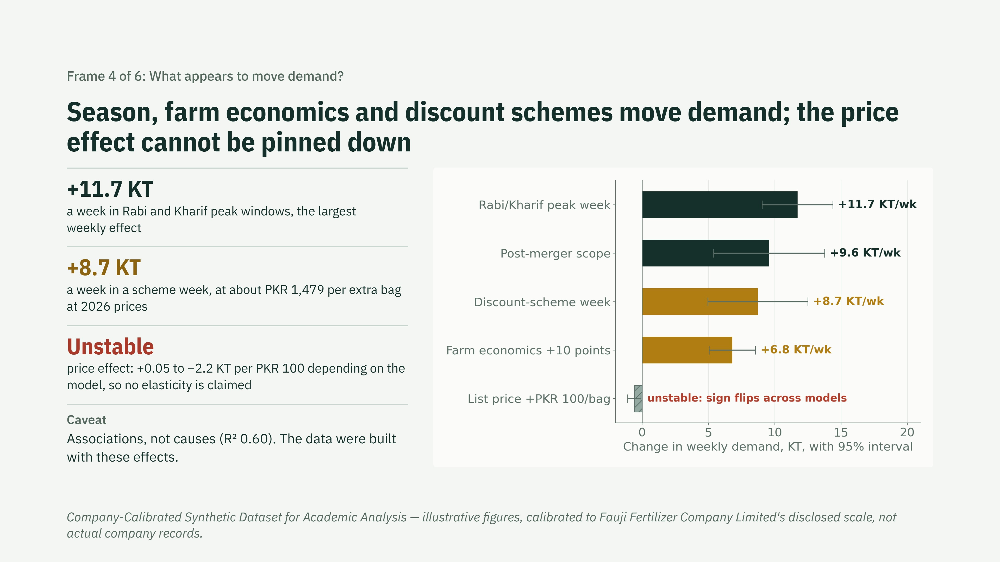 Frame 4 of 6: What appears to move demand?
Season, farm economics and discount schemes move demand; the price
effect cannot be pinned down
+11.7 KT
a week in Rabi and Kharif peak windows, the largest
weekly effect
+8.7 KT
a week in a scheme week, at about PKR 1,479 per extra bag
at 2026 prices
Unstable
price effect: +0.05 to −2.2 KT per PKR 100 depending on the
model, so no elasticity is claimed
Caveat
Associations, not causes (R² 0.60). The data were built
with these effects.
Rabi/Kharif peak week
+11.7 KT/wk
Post-merger scope
+9.6 KT/wk
Discount-scheme week
+8.7 KT/wk
Farm economics +10 points
+6.8 KT/wk
List price +PKR 100/bag
unstable: sign flips across models
0 5 10 15 20
Change in weekly demand, KT, with 95% interval
Company-Calibrated Synthetic Dataset for Academic Analysis — illustrative figures, calibrated to Fauji Fertilizer Company Limited's disclosed scale, not
actual company records.